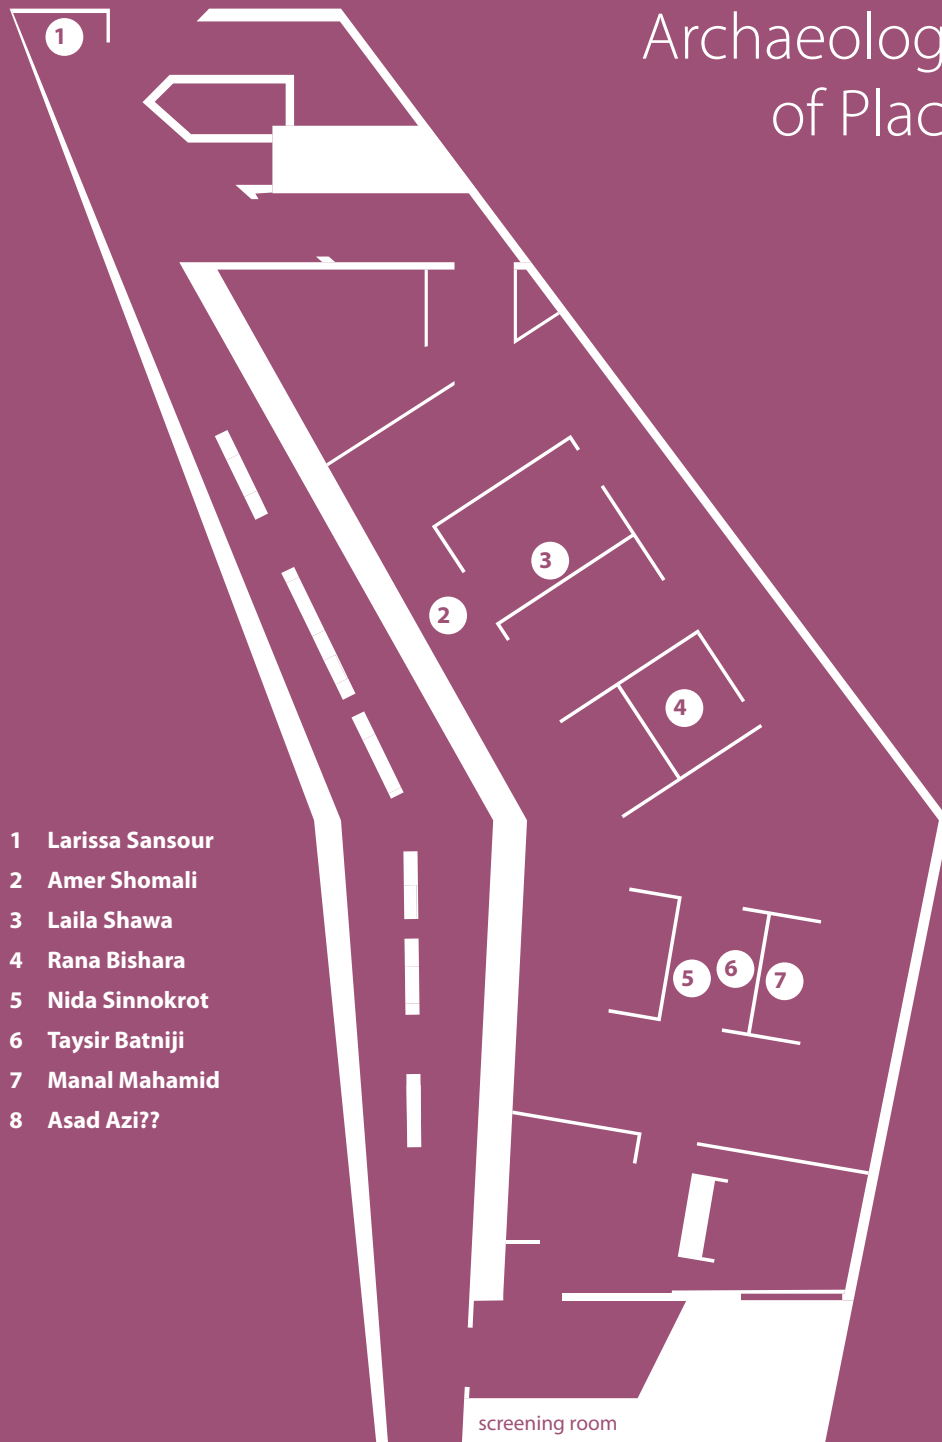 Archaeolog
of Plac
1
2
3
4
5
6
7
1 Larissa Sansour
2 Amer Shomali
3 Laila Shawa
4 Rana Bishara
5 Nida Sinnokrot
6 Taysir Batniji
7 Manal Mahamid
8 Asad Azi??
screening room